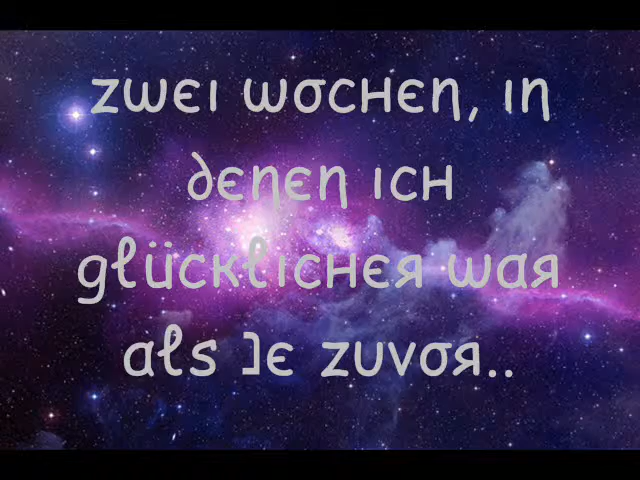 zwei wochen, in
denen ich
glücklicher war
als je zuvor..